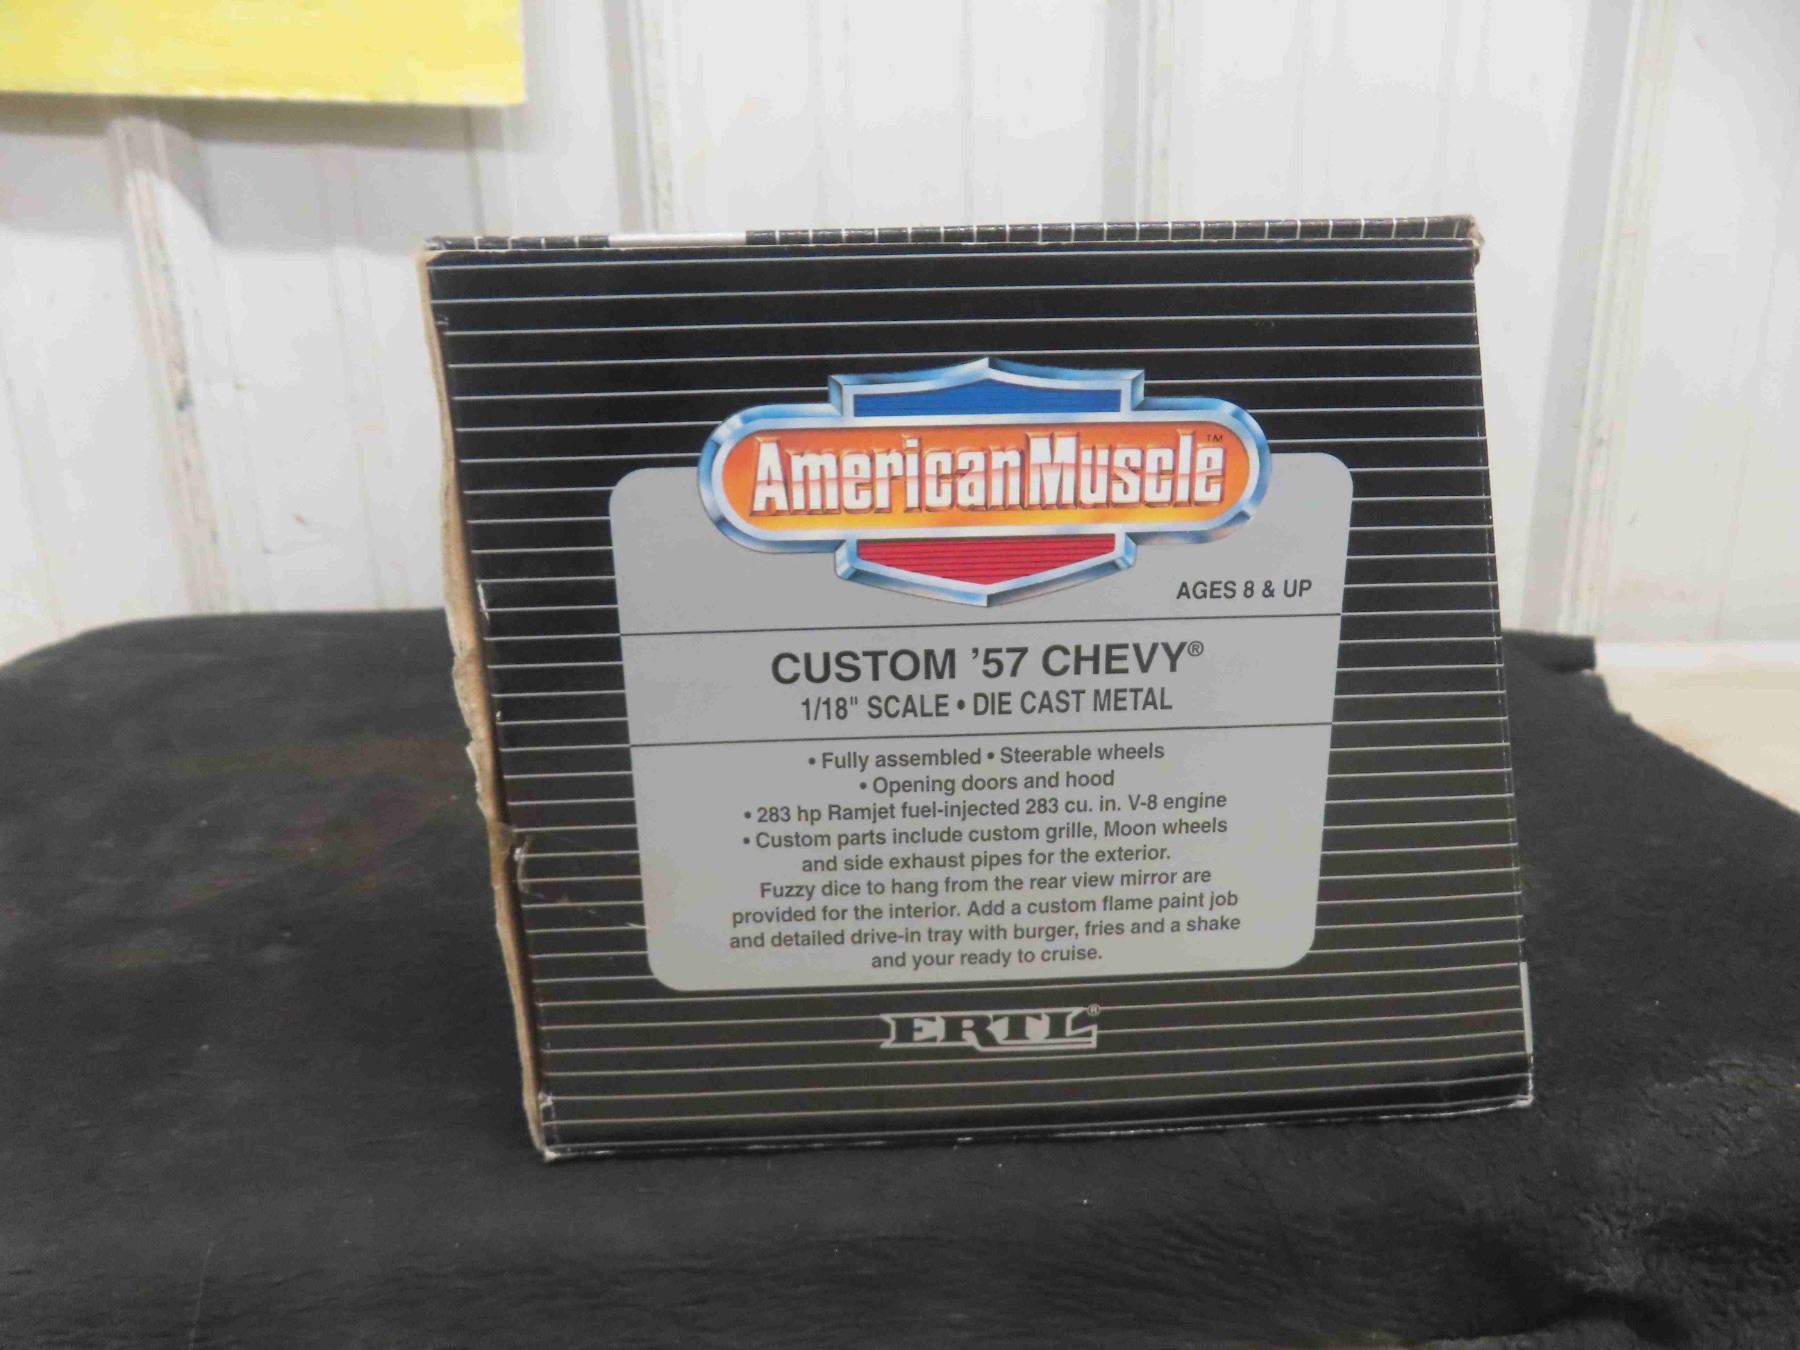 AmericanMuscle™
AGES 8 & UP
CUSTOM ’57 CHEVY®
1/18" SCALE • DIE CAST METAL
• Fully assembled • Steerable wheels
• Opening doors and hood
• 283 hp Ramjet fuel-injected 283 cu. in. V-8 engine
• Custom parts include custom grille, Moon wheels
and side exhaust pipes for the exterior.
Fuzzy dice to hang from the rear view mirror are
provided for the interior. Add a custom flame paint job
and detailed drive-in tray with burger, fries and a shake
and your ready to cruise.
ERTL®